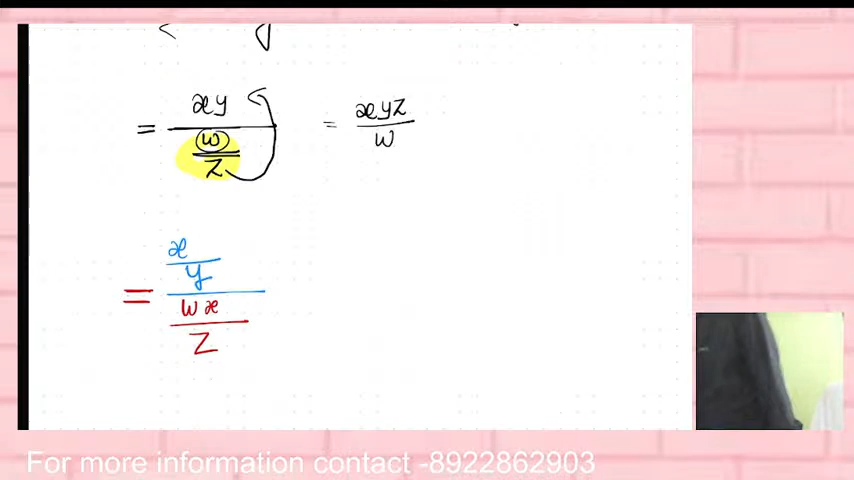 = xy / (w/z) = xyz / w
= (x/y) / (wx/z)
For more information contact -8922862903